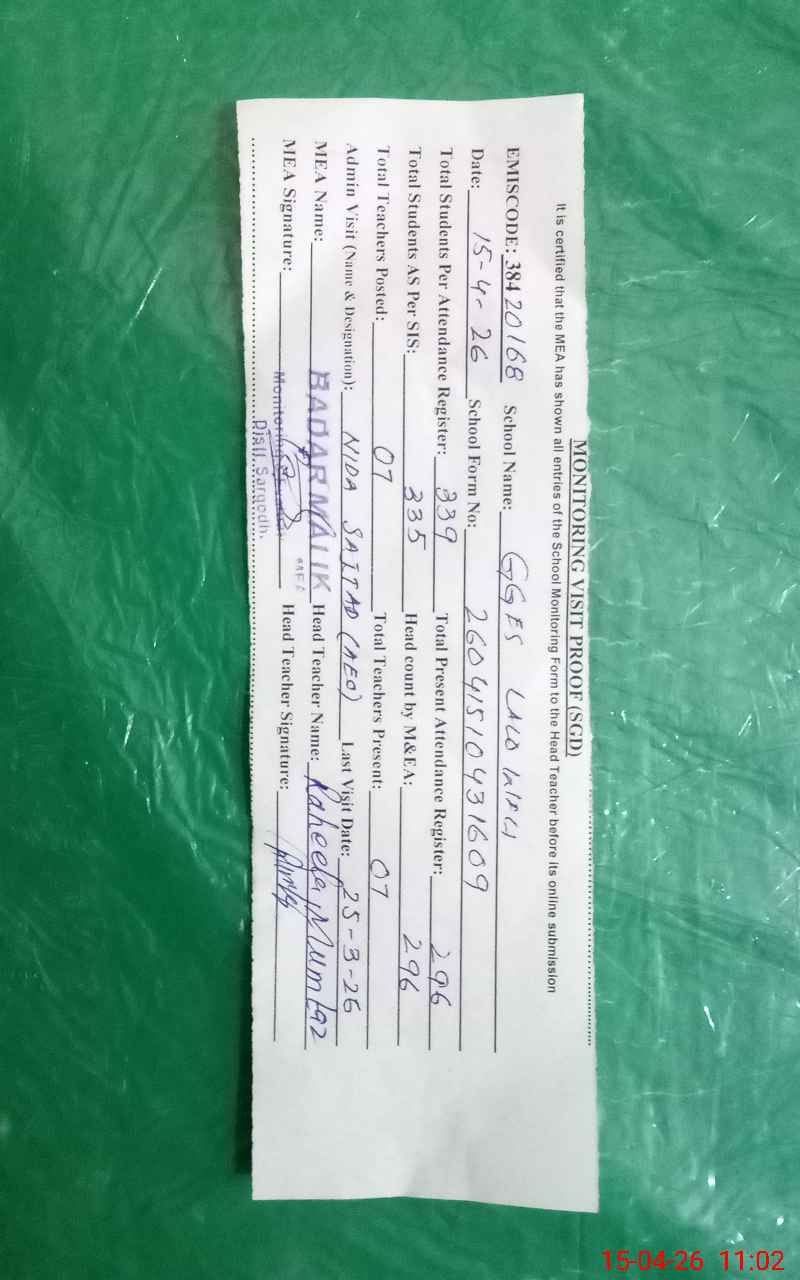 MONITORING VISIT PROOF (SGD)
It is certified that the MEA has shown all entries of the School Monitoring Form to the Head Teacher before its online submission
EMISCODE: 38420168 School Name: GGES LALO WALI
Date: 15-4-26 School Form No: 2604151043 1609
Total Students Per Attendance Register: 339 Total Present Attendance Register: 296
Total Students AS Per SIS: 335 Head count by M&EA: 296
Total Teachers Posted: 07 Total Teachers Present: 07
Admin Visit (Name & Designation): NIDA SAJJAD (AEO) Last Visit Date: 25-3-26
MEA Name: BADAR MALIK Head Teacher Name: Raheela Mumtaz
MEA Signature: Head Teacher Signature:
Distt. Sargodh.
15-04-26 11:02